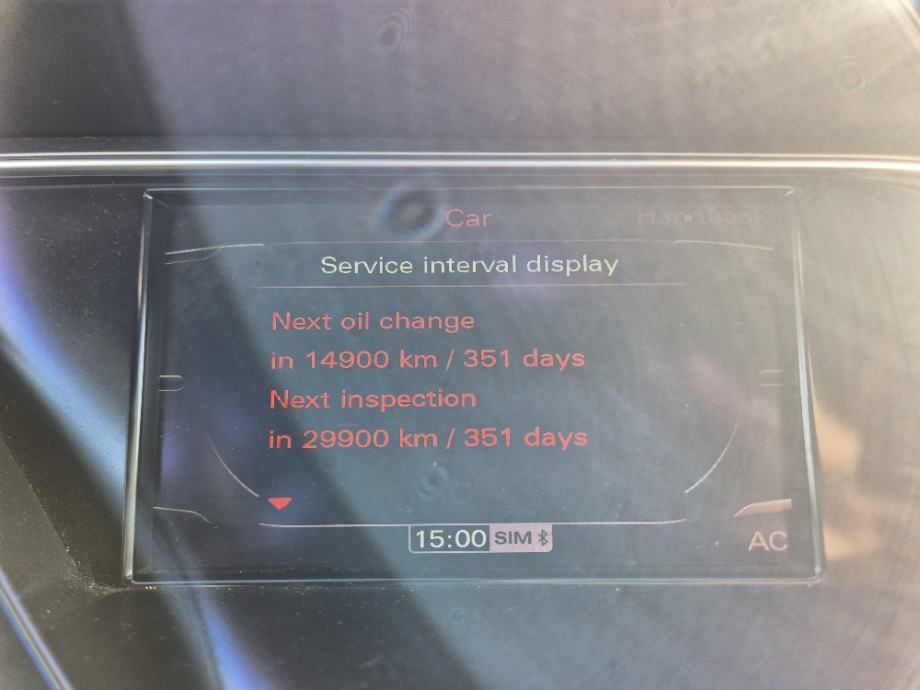 Car
Service interval display
Next oil change
in 14900 km / 351 days
Next inspection
in 29900 km / 351 days
15:00 SIM
AC